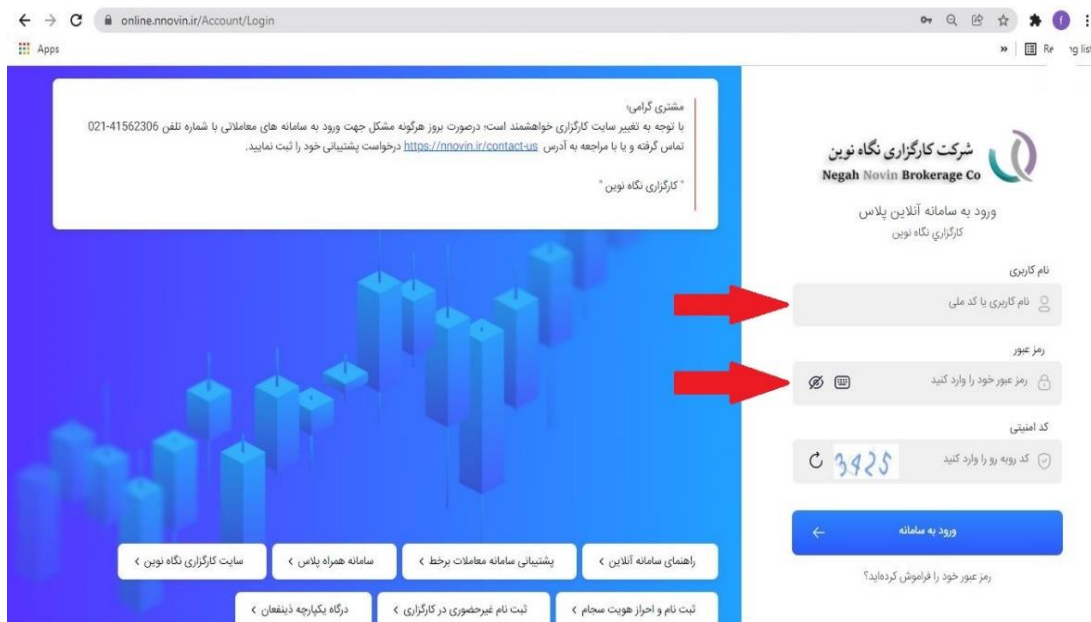 online.nnovin.ir/Account/Login
f
Apps
»
مشتری گرامی؛
با توجه به تغییر سایت کارگزاری خواهشمند است؛ درصورت بروز هرگونه مشکل جهت ورود به سامانه های معاملاتی با شماره تلفن 41562306-021
تماس گرفته و یا با مراجعه به آدرس https://nnovin.ir/contact-us درخواست پشتیبانی خود را ثبت نمایید.
" کارگزاری نگاه نوین "
شرکت کارگزاری نگاه نوین
Negah Novin Brokerage Co
ورود به سامانه آنلاین پلاس
کارگزاري نگاه نوین
نام کاربری
نام کاربری یا کد ملی
رمز عبور
رمز عبور خود را وارد کنید
کد امنیتی
کد روبه رو را وارد کنید
3425
ورود به سامانه
رمز عبور خود را فراموش کرده‌اید؟
راهنمای سامانه آنلاین
پشتیبانی سامانه معاملات برخط
سامانه همراه پلاس
سایت کارگزاری نگاه نوین
ثبت نام و احراز هویت سجام
ثبت نام غیرحضوری در کارگزاری
درگاه یکپارچه ذینفعان